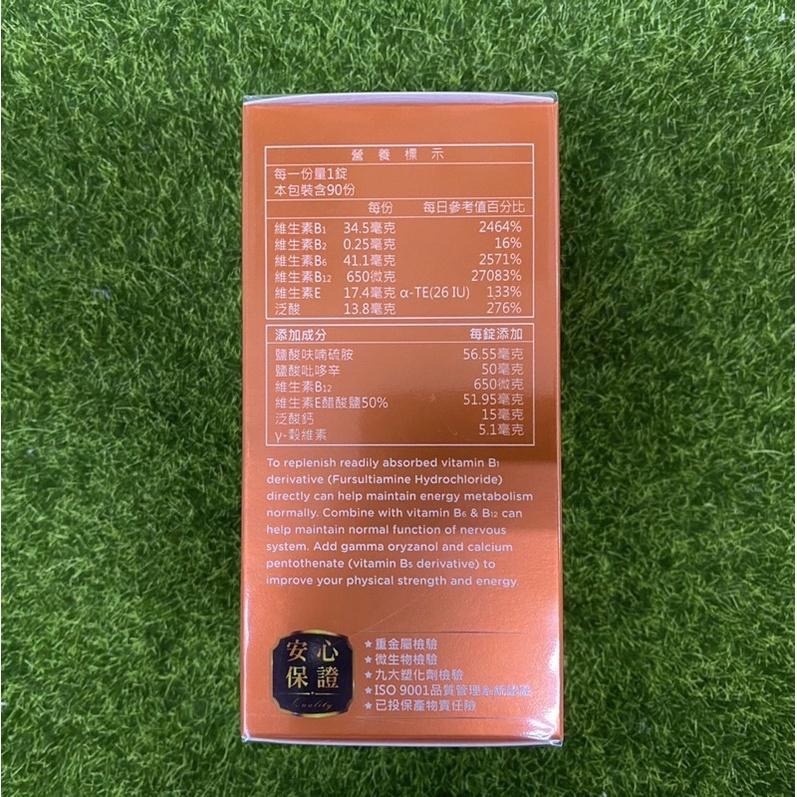 營養標示
每一份量1錠
本包裝含90份
每份 每日參考值百分比
維生素B1 34.5毫克 2464%
維生素B2 0.25毫克 16%
維生素B6 41.1毫克 2571%
維生素B12 650微克 27083%
維生素E 17.4毫克 α-TE(26 IU) 133%
泛酸 13.8毫克 276%
添加成分 每錠添加
鹽酸呋喃硫胺 56.55毫克
鹽酸吡哆辛 50毫克
維生素B12 650微克
維生素E醋酸鹽50% 51.95毫克
泛酸鈣 15毫克
γ-穀維素 5.1毫克
To replenish readily absorbed vitamin B1
derivative (Fursultiamine Hydrochloride)
directly can help maintain energy metabolism
normally. Combine with vitamin B6 & B12 can
help maintain normal function of nervous
system. Add gamma oryzanol and calcium
pentothenate (vitamin B5 derivative) to
improve your physical strength and energy.
安心
保證
Quality
★重金屬檢驗
★微生物檢驗
★九大塑化劑檢驗
★ISO 9001品質管理系統認證
★已投保產物責任險